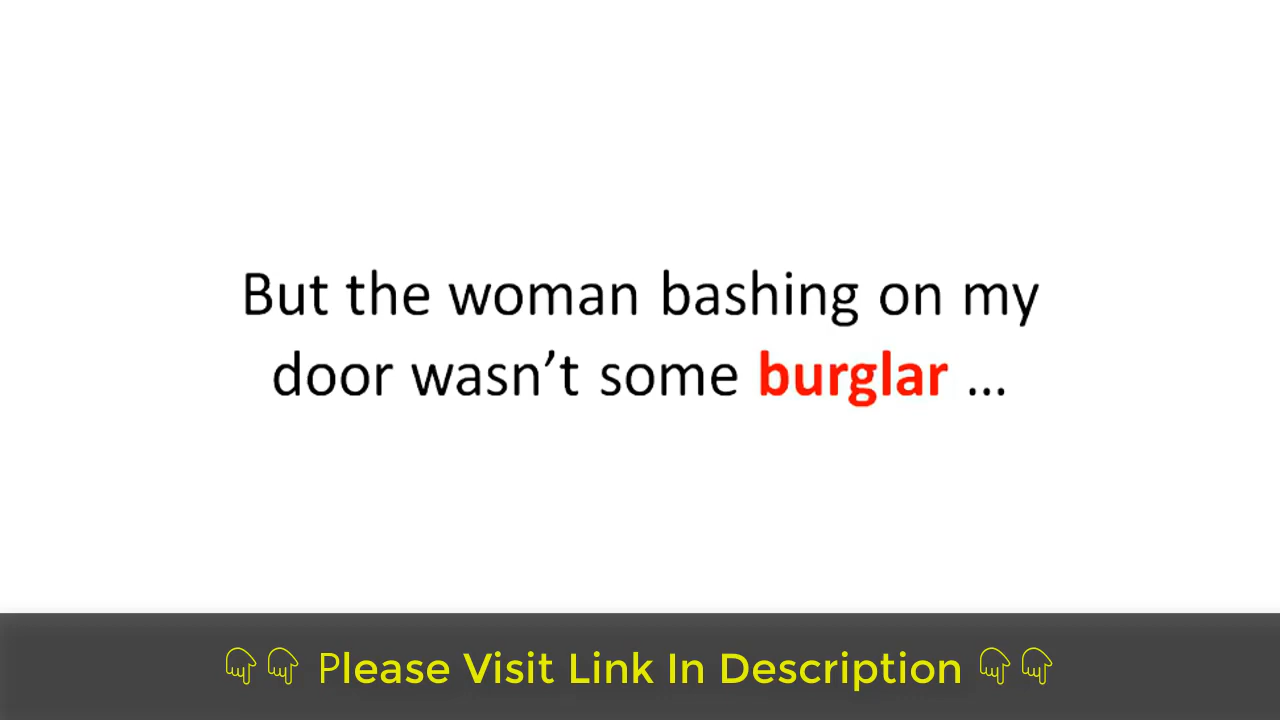 But the woman bashing on my
door wasn’t some burglar ...
👇👇 Please Visit Link In Description 👇👇